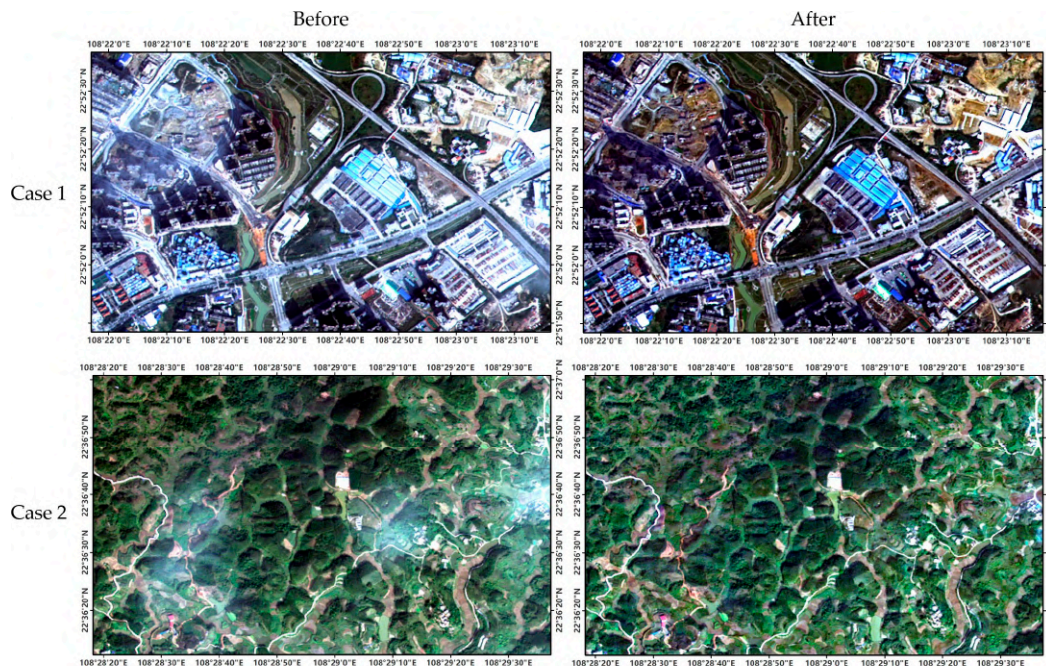 Before After
108°22'0"E 108°22'10"E 108°22'20"E 108°22'30"E 108°22'40"E 108°22'50"E 108°23'0"E 108°23'10"E
108°22'0"E 108°22'10"E 108°22'20"E 108°22'30"E 108°22'40"E 108°22'50"E 108°23'0"E 108°23'10"E
22°52'30"N 22°52'30"N
22°52'20"N 22°52'20"N
Case 1
22°52'10"N 22°52'10"N
22°52'0"N 22°52'0"N
22°51'50"N
108°22'0"E 108°22'10"E 108°22'20"E 108°22'30"E 108°22'40"E 108°22'50"E 108°23'0"E 108°23'10"E
108°22'0"E 108°22'10"E 108°22'20"E 108°22'30"E 108°22'40"E 108°22'50"E 108°23'0"E 108°23'10"E
108°28'20"E 108°28'30"E 108°28'40"E 108°28'50"E 108°29'0"E 108°29'10"E 108°29'20"E 108°29'30"E
108°28'20"E 108°28'30"E 108°28'40"E 108°28'50"E 108°29'0"E 108°29'10"E 108°29'20"E 108°29'30"E
22°37'0"N
22°36'50"N 22°36'50"N
22°36'40"N 22°36'40"N
Case 2
22°36'30"N 22°36'30"N
22°36'20"N 22°36'20"N
108°28'20"E 108°28'30"E 108°28'40"E 108°28'50"E 108°29'0"E 108°29'10"E 108°29'20"E 108°29'30"E
108°28'20"E 108°28'30"E 108°28'40"E 108°28'50"E 108°29'0"E 108°29'10"E 108°29'20"E 108°29'30"E